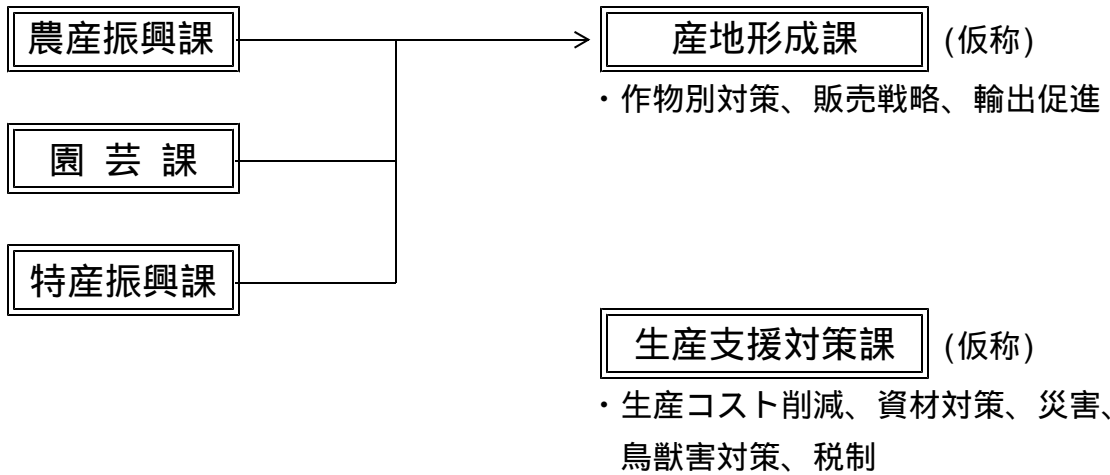 農産振興課
産地形成課 (仮称)
・作物別対策、販売戦略、輸出促進
園芸課
特産振興課
生産支援対策課 (仮称)
・生産コスト削減、資材対策、災害、
鳥獣害対策、税制